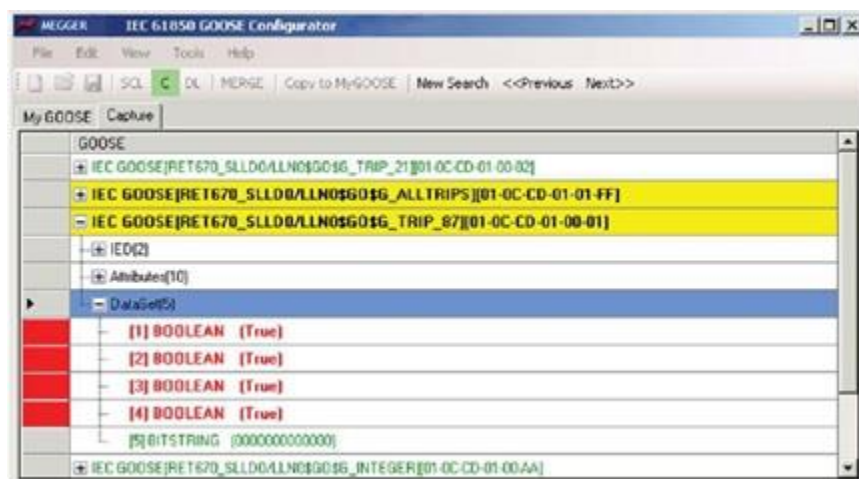 MEGGER IEC 61850 GOOSE Configurator
File Edit View Tools Help
SCL C DL MERGE Copy to MyGOOSE New Search <<Previous Next>>
My GOOSE Capture
GOOSE
IEC GOOSE[RET670_SLLD0/LLN0$GO$G_TRIP_21][01-0C-CD-01-00-02]
IEC GOOSE[RET670_SLLD0/LLN0$GO$G_ALLTRIPS][01-0C-CD-01-01-FF]
IEC GOOSE[RET670_SLLD0/LLN0$GO$G_TRIP_87][01-0C-CD-01-00-01]
IED(2)
Attributes(10)
DataSet(5)
[1] BOOLEAN (True)
[2] BOOLEAN (True)
[3] BOOLEAN (True)
[4] BOOLEAN (True)
[5] BITSTRING (0000000000000)
IEC GOOSE[RET670_SLLD0/LLN0$GO$G_INTEGER][01-0C-CD-01-00-AA]